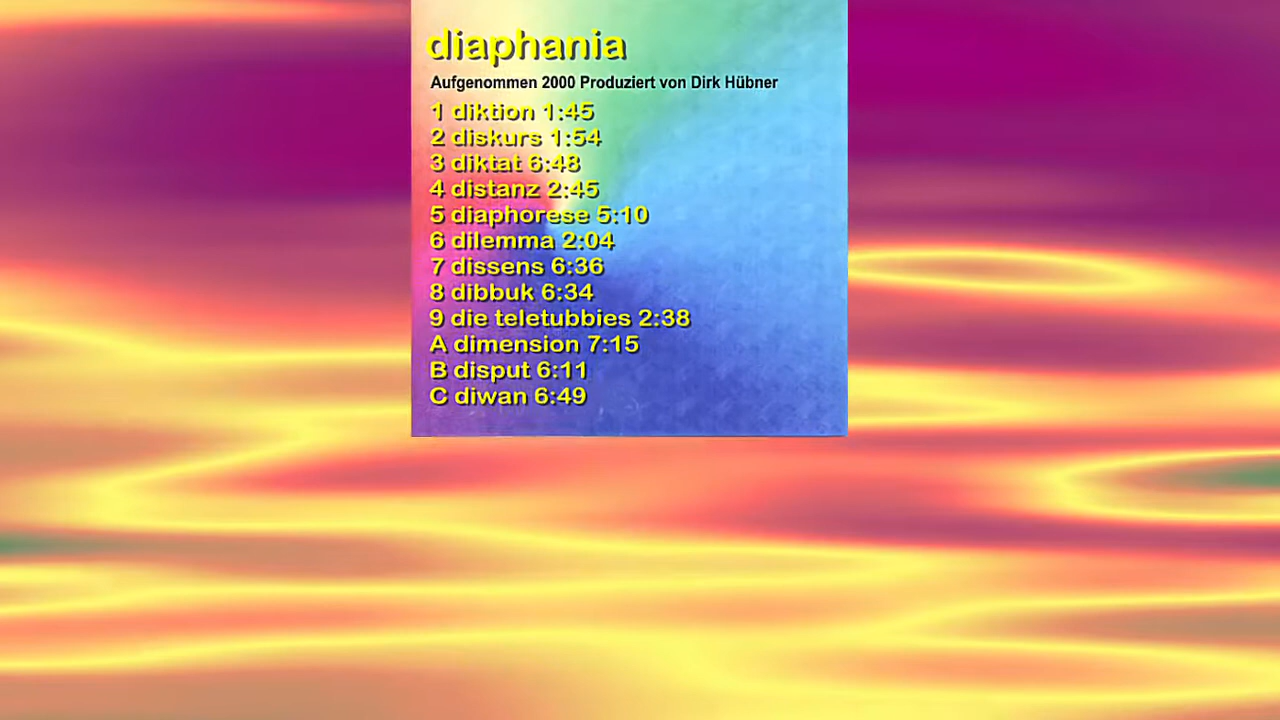 diaphania
Aufgenommen 2000 Produziert von Dirk Hübner
1 diktion 1:45
2 diskurs 1:54
3 diktat 6:48
4 distanz 2:45
5 diaphorese 5:10
6 dilemma 2:04
7 dissens 6:36
8 dibbuk 6:34
9 die teletubbies 2:38
A dimension 7:15
B disput 6:11
C diwan 6:49